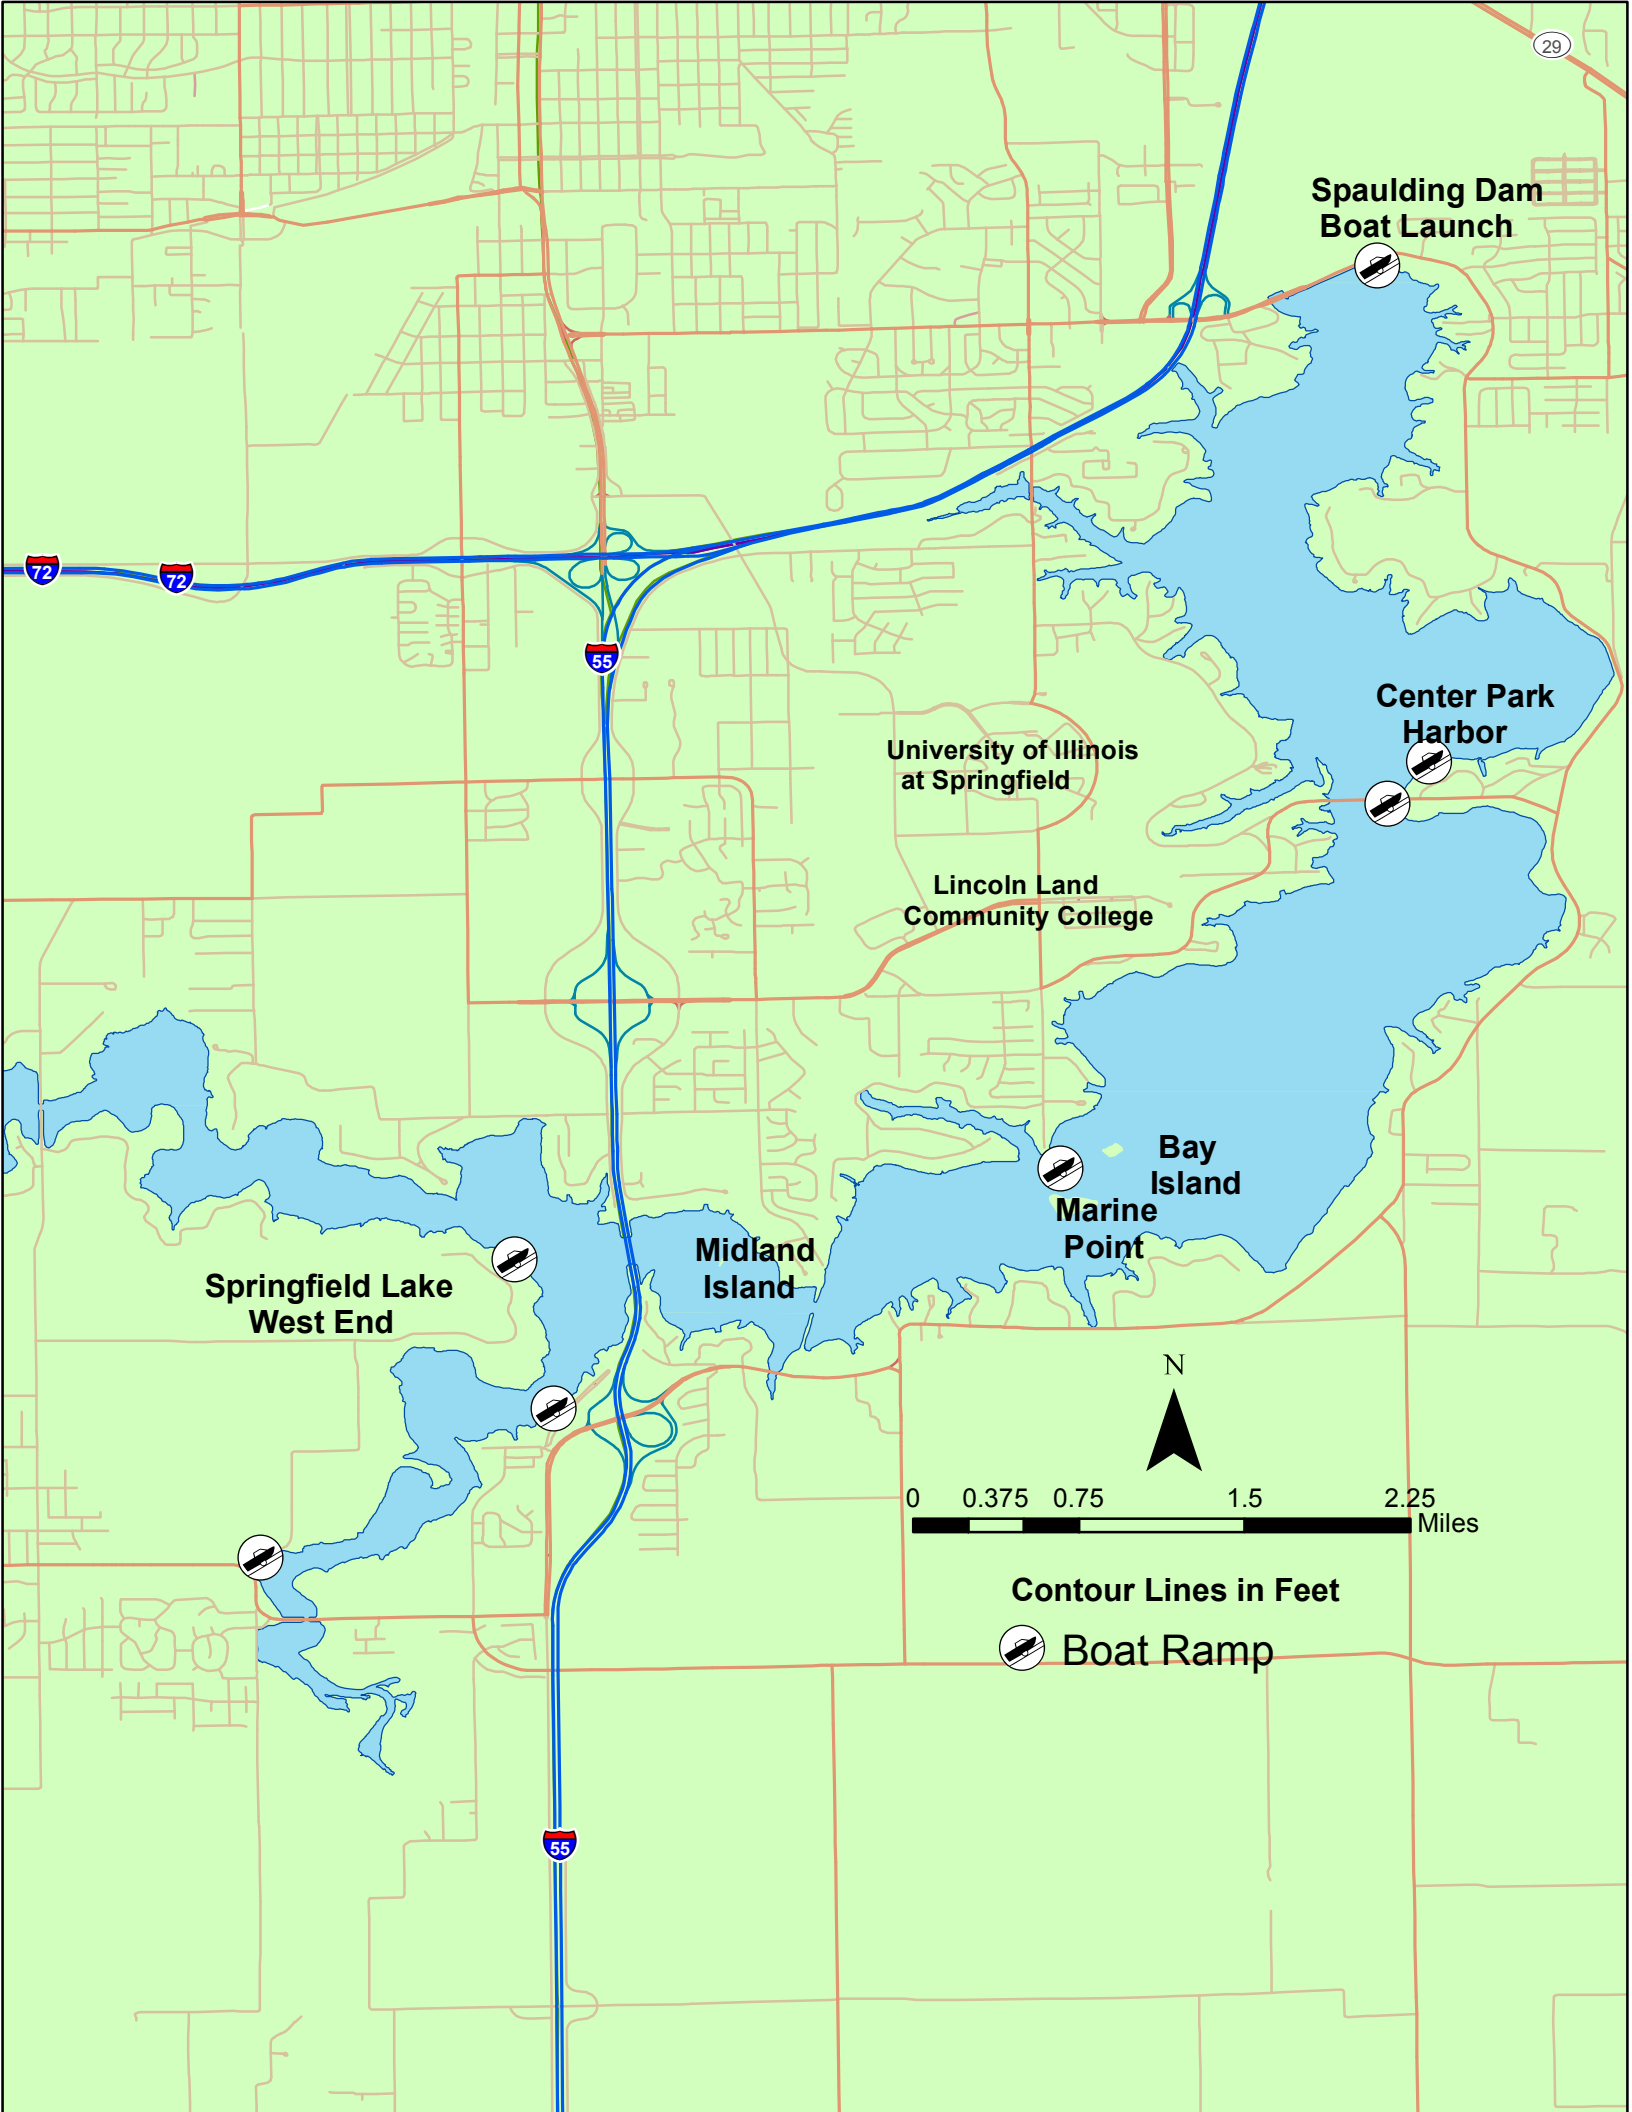 29
Spaulding Dam
Boat Launch
72
72
55
Center Park
Harbor
University of Illinois
at Springfield
Lincoln Land
Community College
Bay
Island
Marine
Point
Midland
Island
Springfield Lake
West End
N
0 0.375 0.75 1.5 2.25
Miles
Contour Lines in Feet
Boat Ramp
55